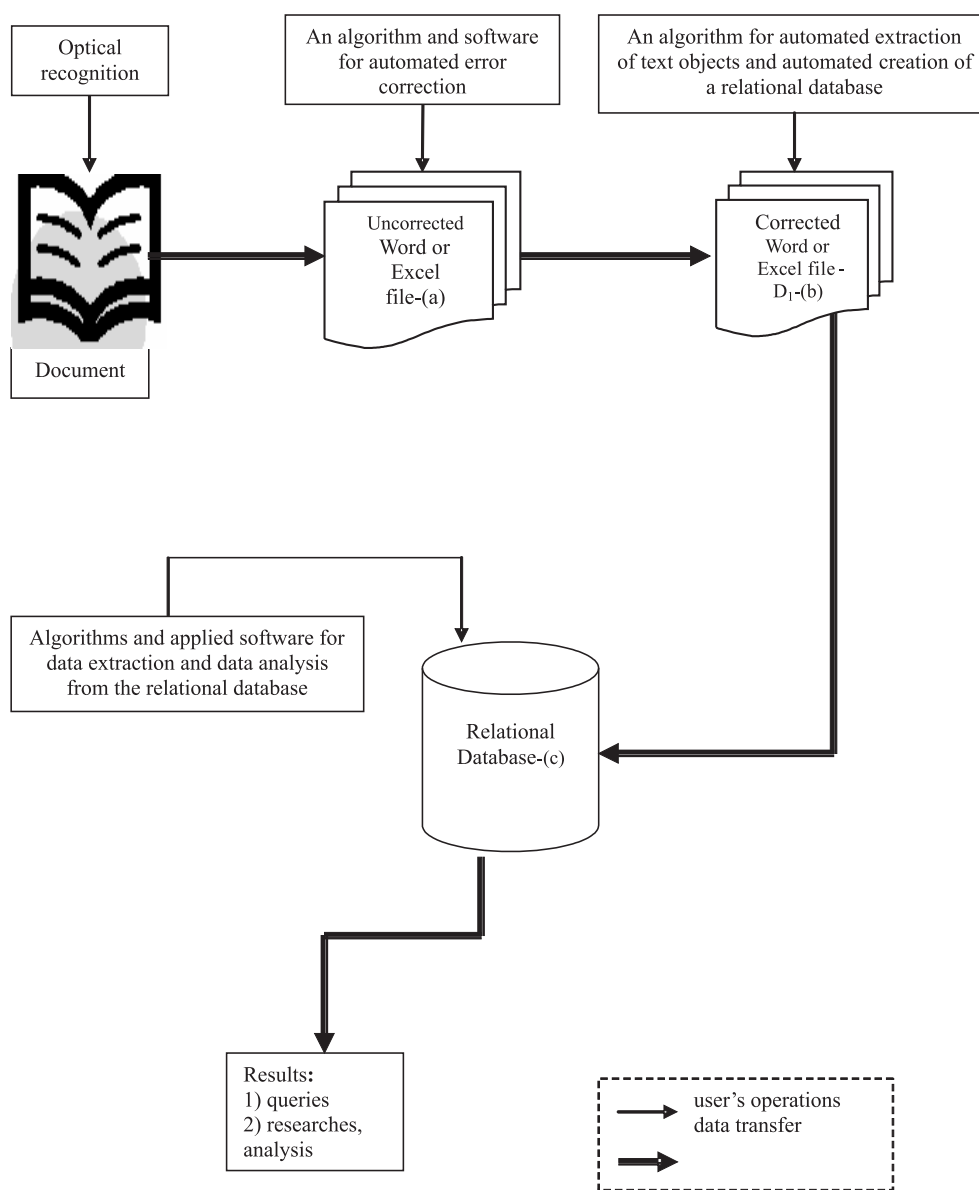 Optical
recognition
An algorithm and software
for automated error
correction
An algorithm for automated extraction
of text objects and automated creation of
a relational database
Document
Uncorrected
Word or
Excel
file-(a)
Corrected
Word or
Excel file -
D₁-(b)
Algorithms and applied software for
data extraction and data analysis
from the relational database
Relational
Database-(c)
Results:
1) queries
2) researches,
analysis
user's operations
data transfer